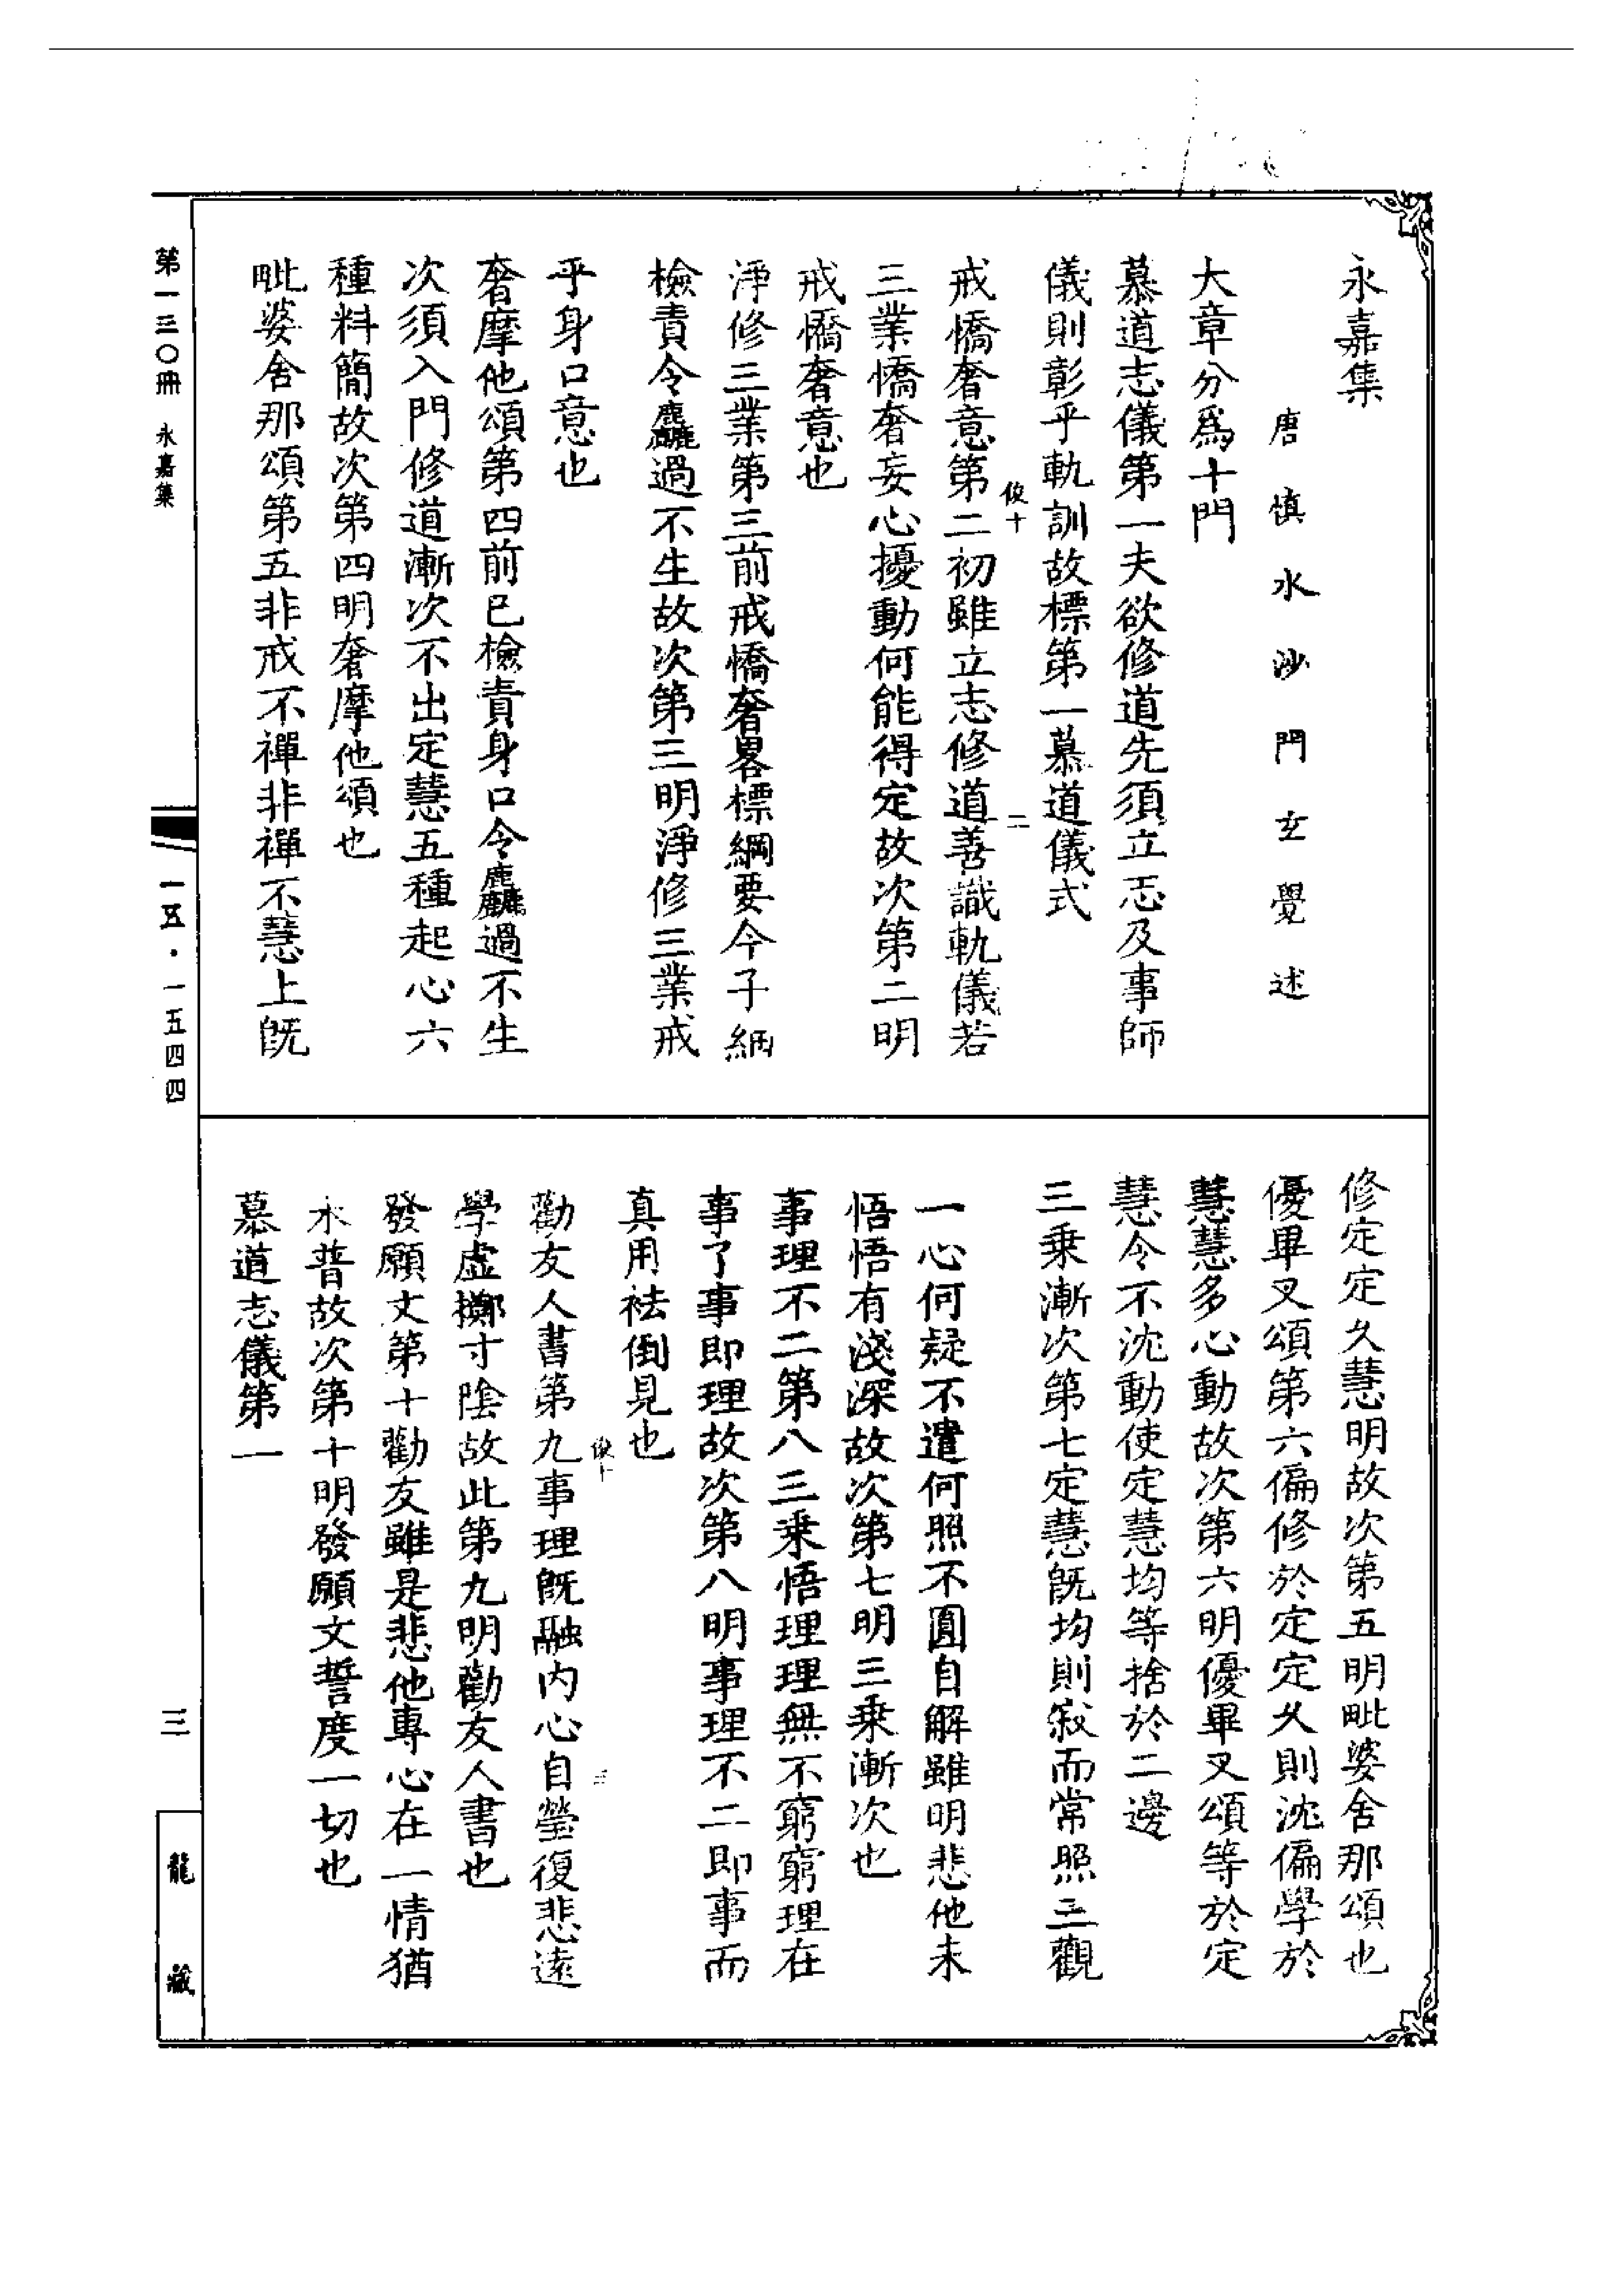 永嘉集
唐慎水沙門玄覺述
大章分爲十門
慕道志儀第一夫欲修道先須立志及事師
儀則彰乎軌訓故標第一慕道儀式
俊十
二
戒憍奢意第二初雖立志修道善識軌儀若
三業憍奢妄心擾動何能得定故次第二明
戒憍奢意也
淨修三業第三前戒憍奢畧標綱要今子細
檢責令麤過不生故次第三明淨修三業戒
乎身口意也
奢摩他頌第四前已檢責身口令麤過不生
次須入門修道漸次不出定慧五種起心六
種料簡故次第四明奢摩他頌也
毗婆舍那頌第五非戒不禪非禪不慧上旣
修定定久慧明故次第五明毗婆舍那頌也
優畢叉頌第六偏修於定定久則沈偏學於
慧慧多心動故次第六明優畢叉頌等於定
慧令不沈動使定慧均等捨於二邊
三乘漸次第七定慧旣均則寂而常照三觀
一心何疑不遣何照不圓自解雖明悲他未
悟悟有淺深故次第七明三乘漸次也
事理不二第八三乘悟理理無不窮窮理在
事了事即理故次第八明事理不二即事而
真用袪倒見也
俊十
三
勸友人書第九事理旣融內心自瑩復悲遠
學虛擲寸陰故此第九明勸友人書也
發願文第十勸友雖是悲他專心在一情猶
未普故次第十明發願文誓度一切也
慕道志儀第一
第一三〇冊 永嘉集
一五·一五四四
三
龍藏